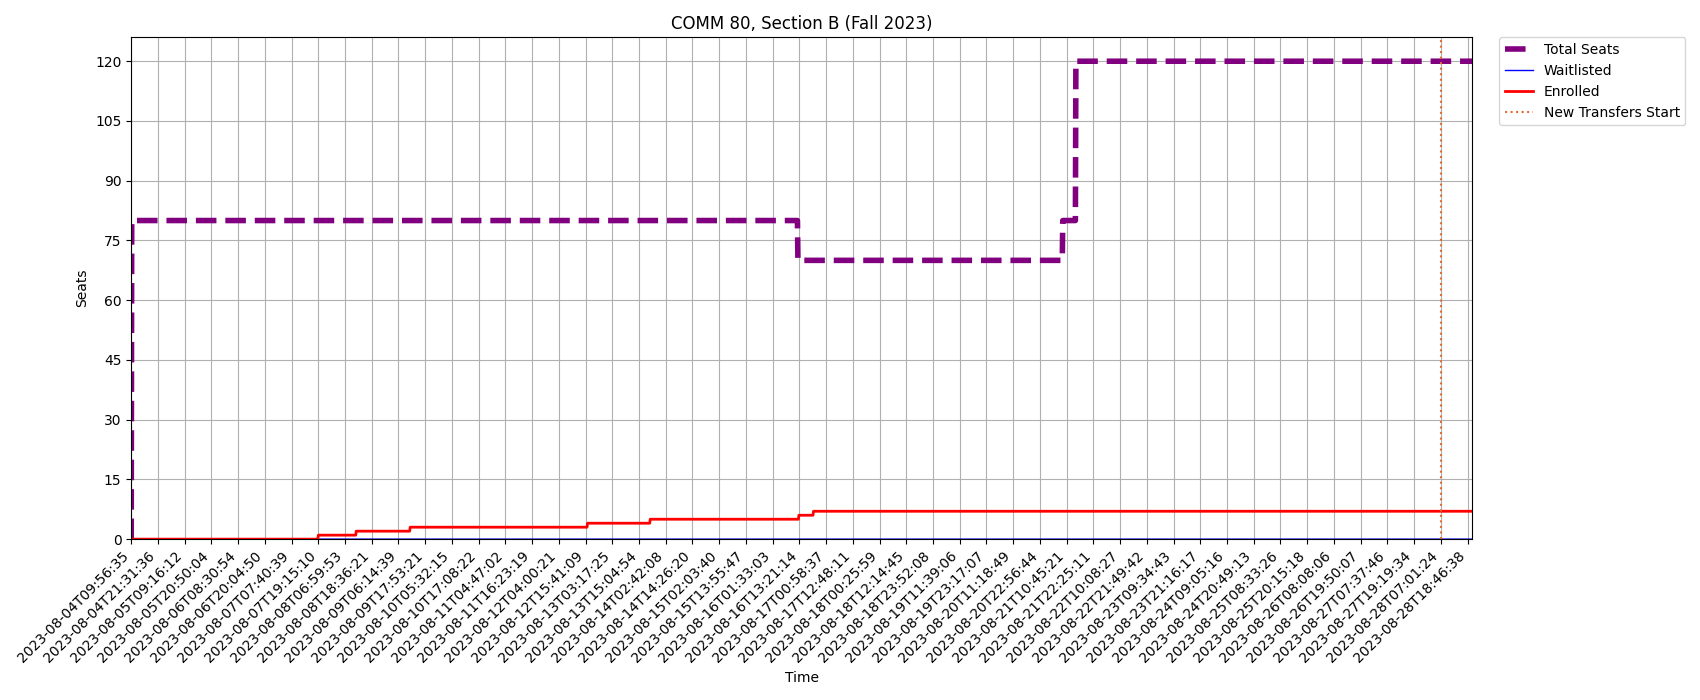 COMM 80, Section B (Fall 2023)
Total Seats
Waitlisted
Enrolled
New Transfers Start
120
105
90
75
60
45
30
15
0
Seats
2023-08-04T09:56:35
2023-08-04T21:31:36
2023-08-05T09:16:12
2023-08-05T20:50:04
2023-08-06T08:30:54
2023-08-06T20:04:50
2023-08-07T07:40:39
2023-08-07T19:15:10
2023-08-08T06:59:53
2023-08-08T18:36:21
2023-08-09T06:14:39
2023-08-09T17:53:21
2023-08-10T05:32:15
2023-08-10T17:08:22
2023-08-11T04:47:02
2023-08-11T16:23:19
2023-08-12T04:00:21
2023-08-12T15:41:09
2023-08-13T03:17:25
2023-08-13T15:04:54
2023-08-14T02:42:08
2023-08-14T14:26:20
2023-08-15T02:03:40
2023-08-15T13:55:47
2023-08-16T01:33:03
2023-08-16T13:21:14
2023-08-17T00:58:37
2023-08-17T12:48:11
2023-08-18T00:25:59
2023-08-18T12:14:45
2023-08-18T23:52:08
2023-08-19T11:39:06
2023-08-19T23:17:07
2023-08-20T11:18:49
2023-08-20T22:56:44
2023-08-21T10:45:21
2023-08-21T22:25:11
2023-08-22T10:08:27
2023-08-22T21:49:42
2023-08-23T09:34:43
2023-08-23T21:16:17
2023-08-24T09:05:16
2023-08-24T20:49:13
2023-08-25T08:33:26
2023-08-25T20:15:18
2023-08-26T08:08:06
2023-08-26T19:50:07
2023-08-27T07:37:46
2023-08-27T19:19:34
2023-08-28T07:01:24
2023-08-28T18:46:38
Time